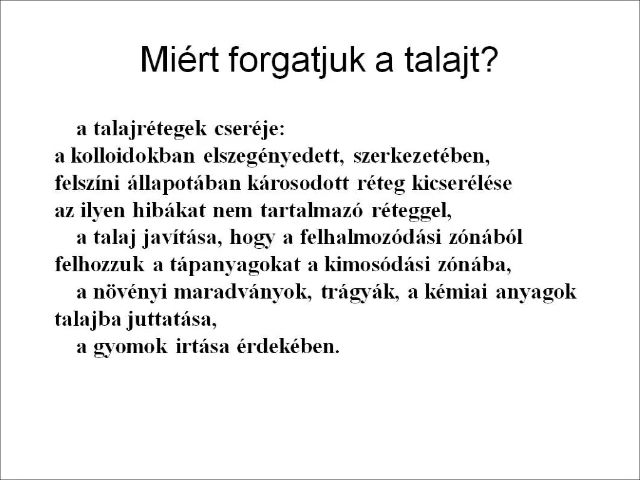 Miért forgatjuk a talajt?
a talajrétegek cseréje:
a kolloidokban elszegényedett, szerkezetében,
felszíni állapotában károsodott réteg kicserélése
az ilyen hibákat nem tartalmazó réteggel,
a talaj javítása, hogy a felhalmozódási zónából
felhozzuk a tápanyagokat a kimosódási zónába,
a növényi maradványok, trágyák, a kémiai anyagok
talajba juttatása,
a gyomok irtása érdekében.